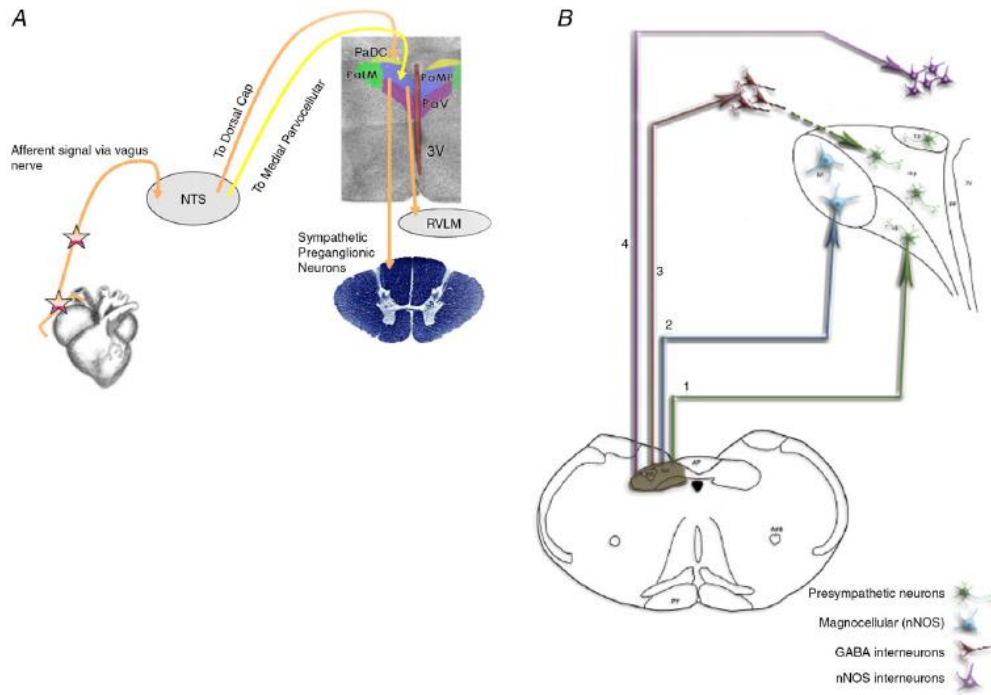 A
B
PaDC
PaLM
PaMP
PaV
3V
To Dorsal Cap
To Medial Parvocellular
Afferent signal via vagus
nerve
NTS
RVLM
Sympathetic
Preganglionic
Neurons
4
3
2
1
AP
Presympathetic neurons
Magnocellular (nNOS)
GABA interneurons
nNOS interneurons